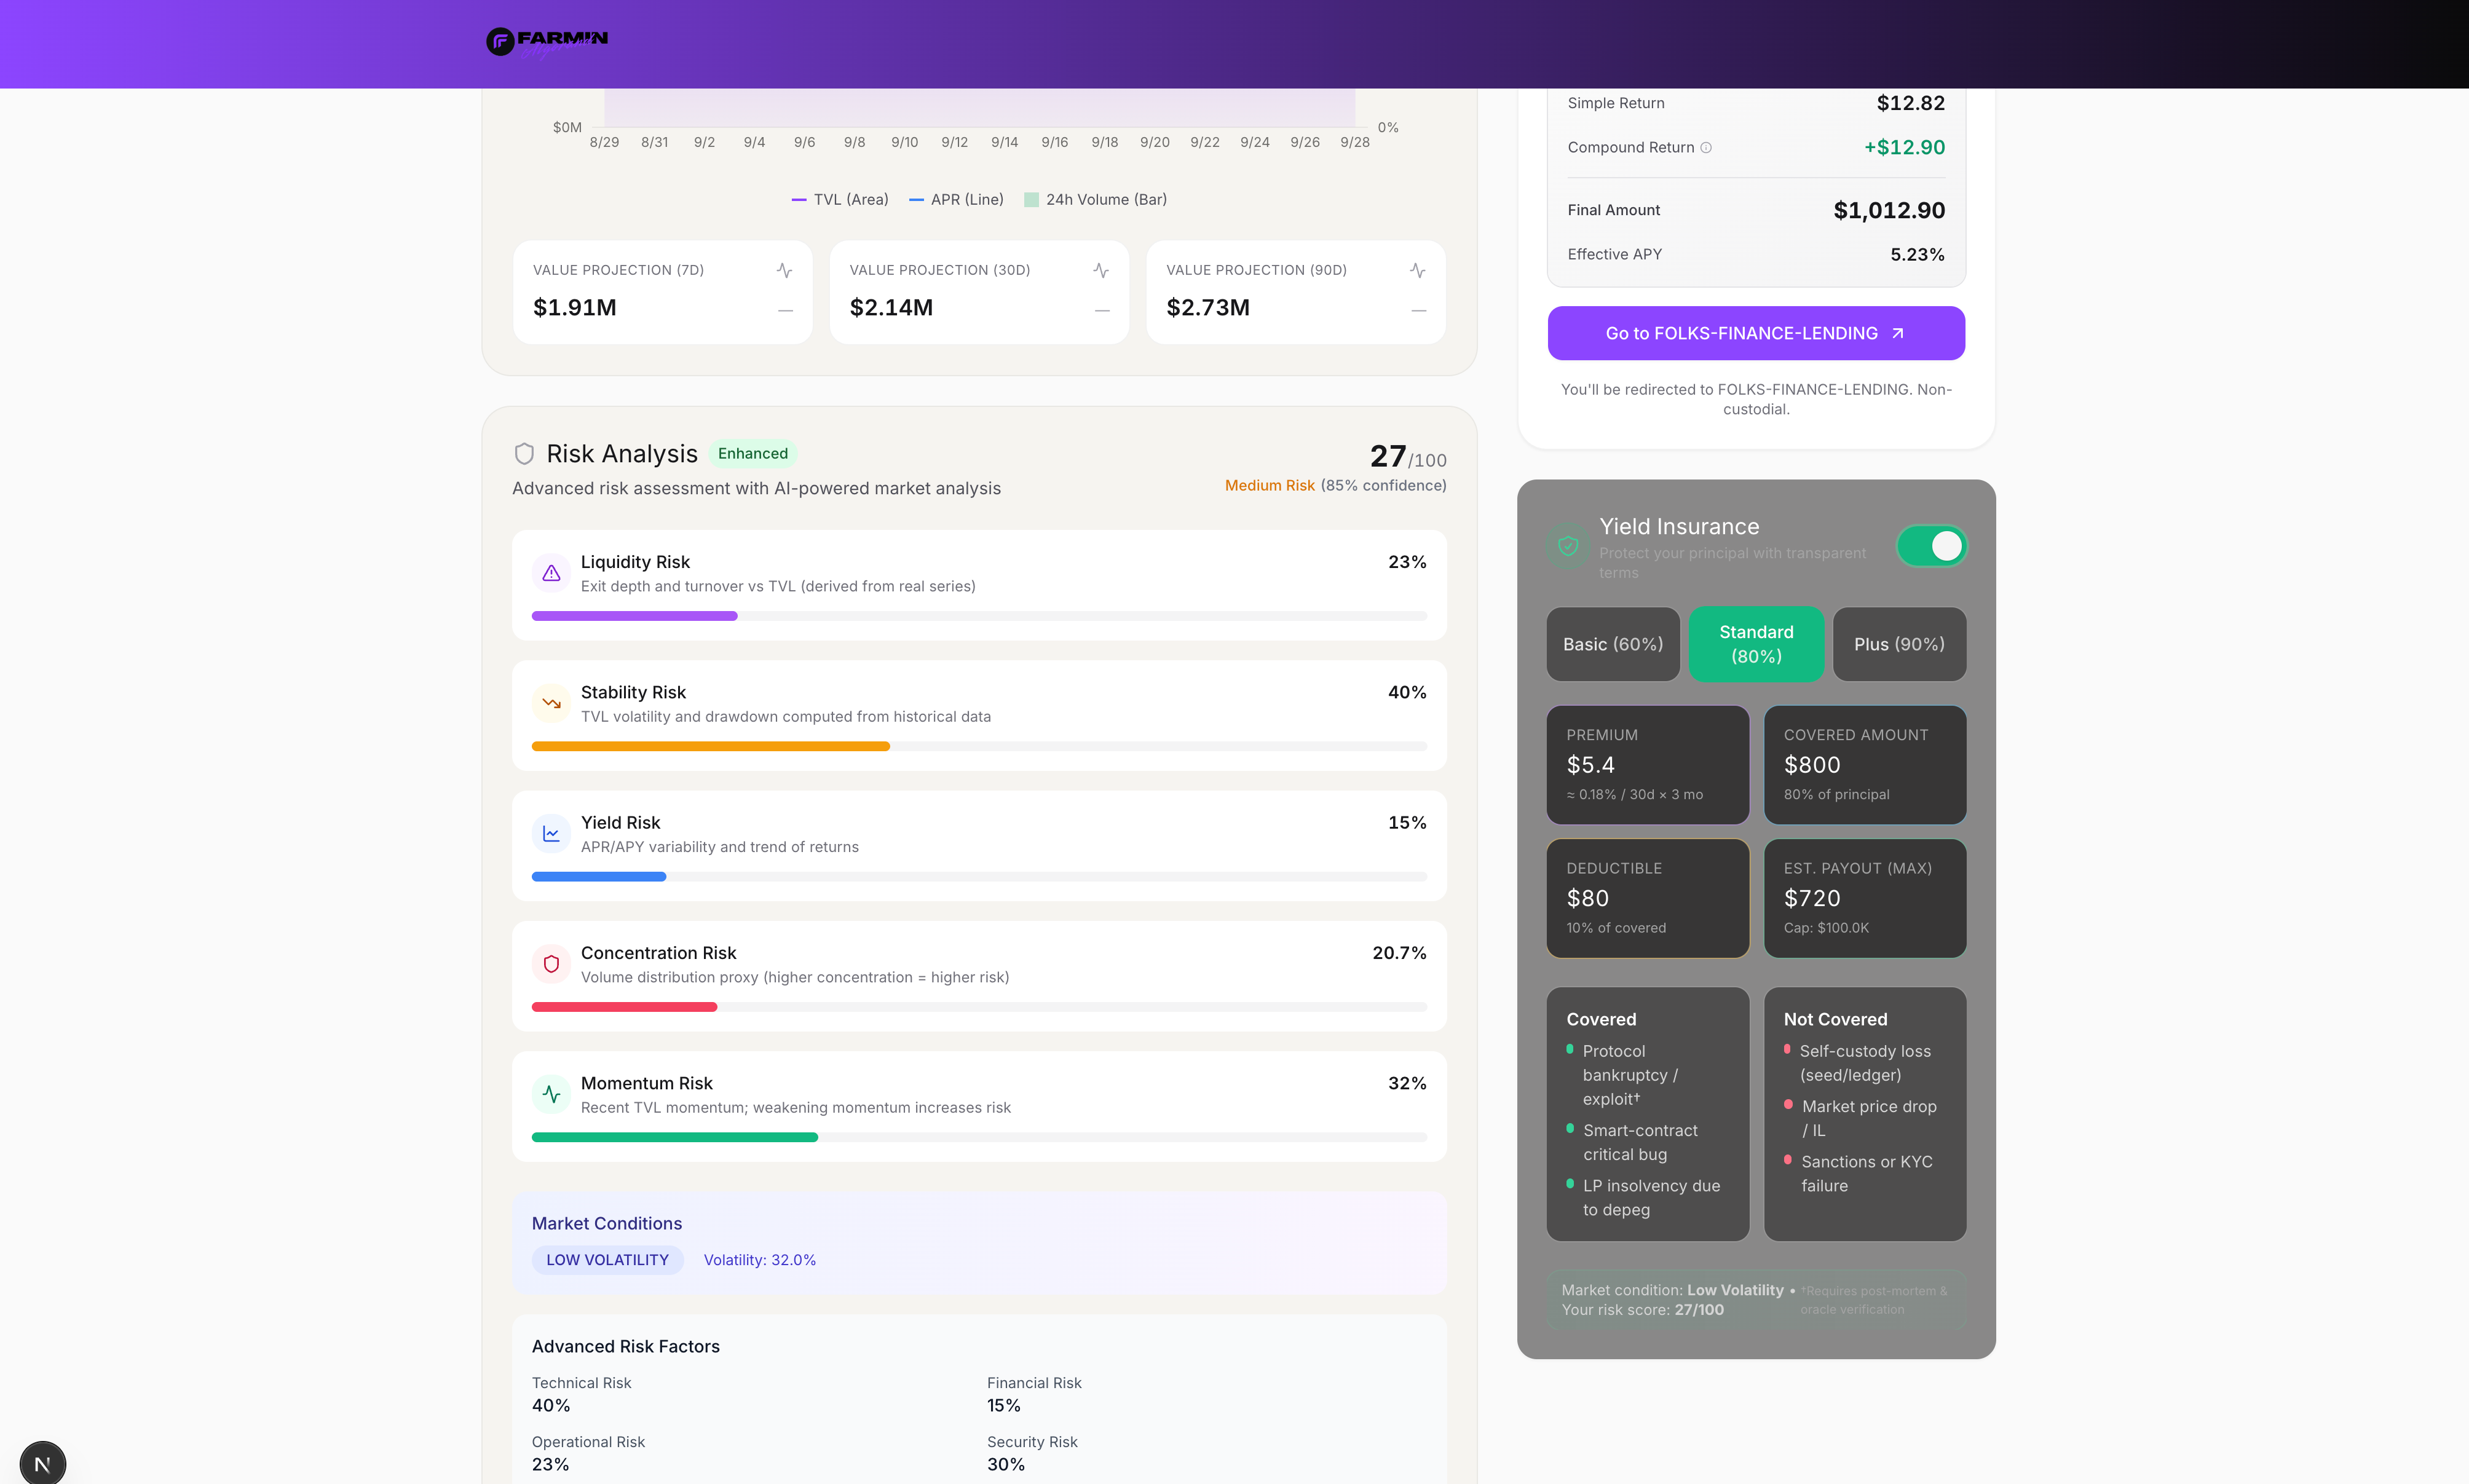 FARMIN
$0M
0%
8/29 8/31 9/2 9/4 9/6 9/8 9/10 9/12 9/14 9/16 9/18 9/20 9/22 9/24 9/26 9/28
TVL (Area) APR (Line) 24h Volume (Bar)
VALUE PROJECTION (7D)
$1.91M
—
VALUE PROJECTION (30D)
$2.14M
—
VALUE PROJECTION (90D)
$2.73M
—
Risk Analysis Enhanced
Advanced risk assessment with AI-powered market analysis
27/100
Medium Risk (85% confidence)
Liquidity Risk 23%
Exit depth and turnover vs TVL (derived from real series)
Stability Risk 40%
TVL volatility and drawdown computed from historical data
Yield Risk 15%
APR/APY variability and trend of returns
Concentration Risk 20.7%
Volume distribution proxy (higher concentration = higher risk)
Momentum Risk 32%
Recent TVL momentum; weakening momentum increases risk
Market Conditions
LOW VOLATILITY Volatility: 32.0%
Advanced Risk Factors
Technical Risk
40%
Financial Risk
15%
Operational Risk
23%
Security Risk
30%
Simple Return $12.82
Compound Return +$12.90
Final Amount $1,012.90
Effective APY 5.23%
Go to FOLKS-FINANCE-LENDING
You'll be redirected to FOLKS-FINANCE-LENDING. Non-
custodial.
Yield Insurance
Protect your principal with transparent
terms
Basic (60%)
Standard
(80%)
Plus (90%)
PREMIUM
$5.4
≈ 0.18% / 30d × 3 mo
COVERED AMOUNT
$800
80% of principal
DEDUCTIBLE
$80
10% of covered
EST. PAYOUT (MAX)
$720
Cap: $100.0K
Covered
Protocol
bankruptcy /
exploit†
Smart-contract
critical bug
LP insolvency due
to depeg
Not Covered
Self-custody loss
(seed/ledger)
Market price drop
/ IL
Sanctions or KYC
failure
Market condition: Low Volatility •
Your risk score: 27/100
†Requires post-mortem &
oracle verification
N